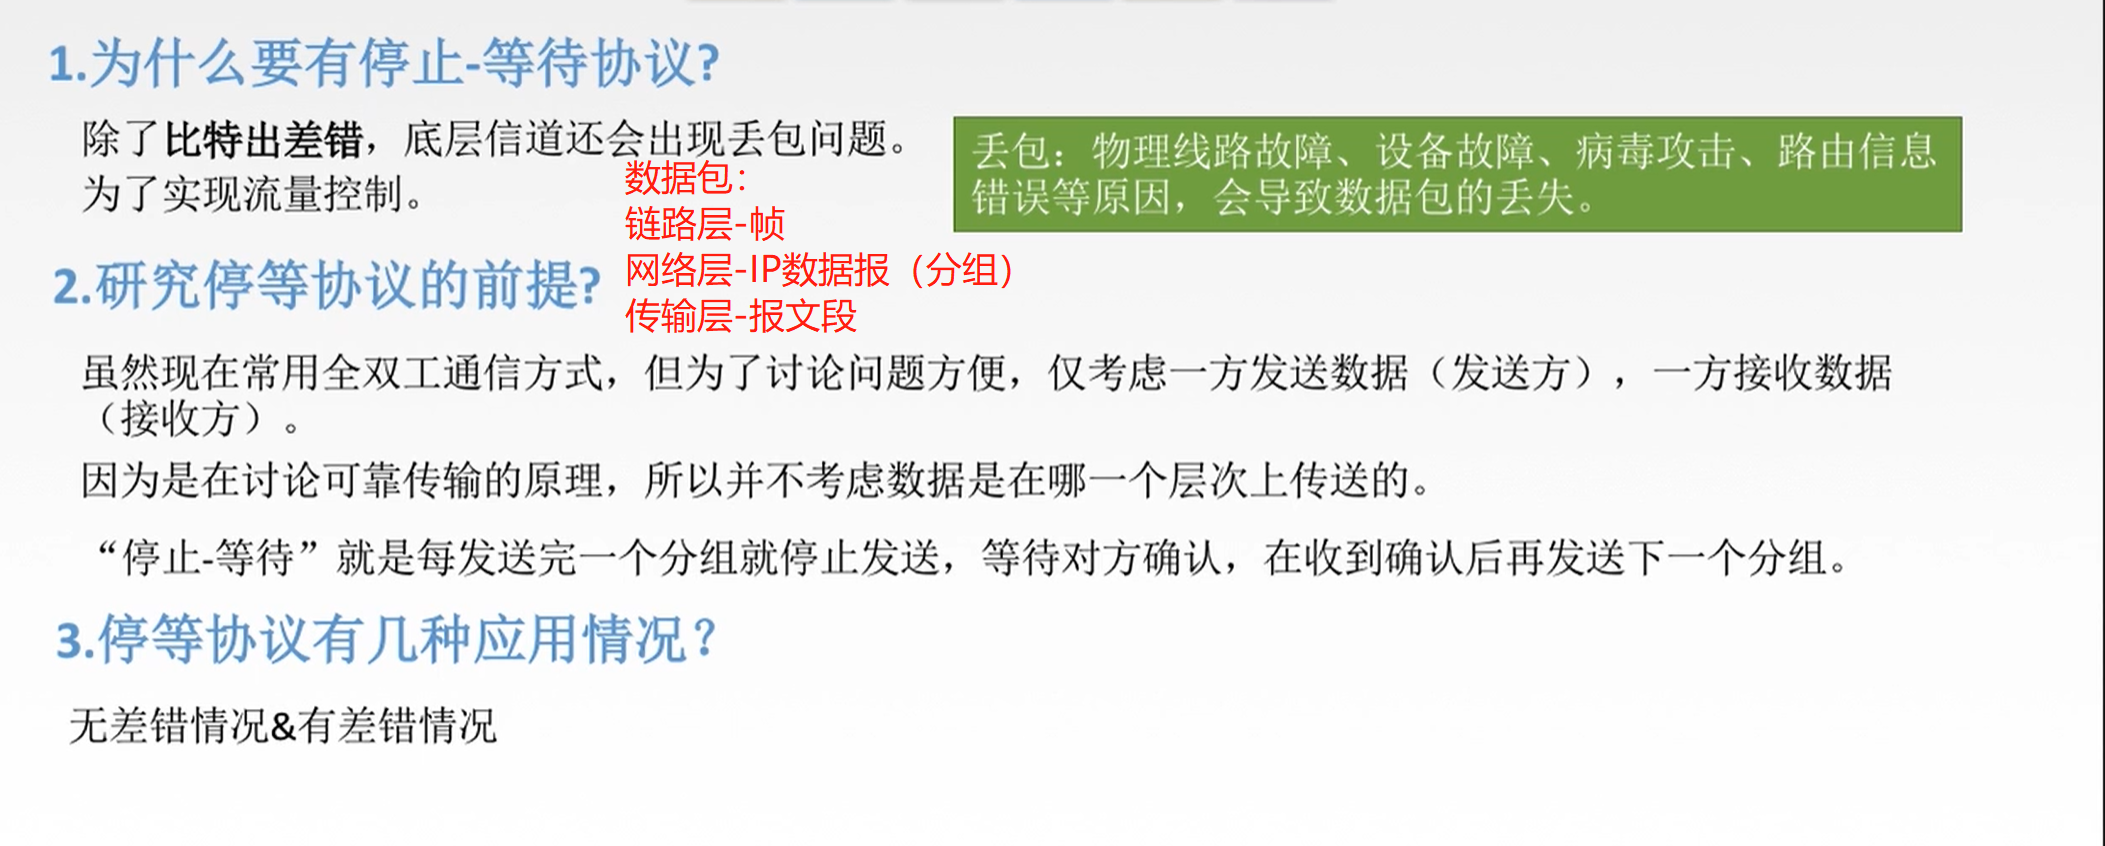 1.为什么要有停止-等待协议?
除了比特出差错，底层信道还会出现丢包问题。
为了实现流量控制。
丢包：物理线路故障、设备故障、病毒攻击、路由信息
错误等原因，会导致数据包的丢失。
数据包：
链路层-帧
网络层-IP数据报（分组）
传输层-报文段
2.研究停等协议的前提?
虽然现在常用全双工通信方式，但为了讨论问题方便，仅考虑一方发送数据（发送方），一方接收数据
（接收方）。
因为是在讨论可靠传输的原理，所以并不考虑数据是在哪一个层次上传送的。
“停止-等待”就是每发送完一个分组就停止发送，等待对方确认，在收到确认后再发送下一个分组。
3.停等协议有几种应用情况？
无差错情况&有差错情况